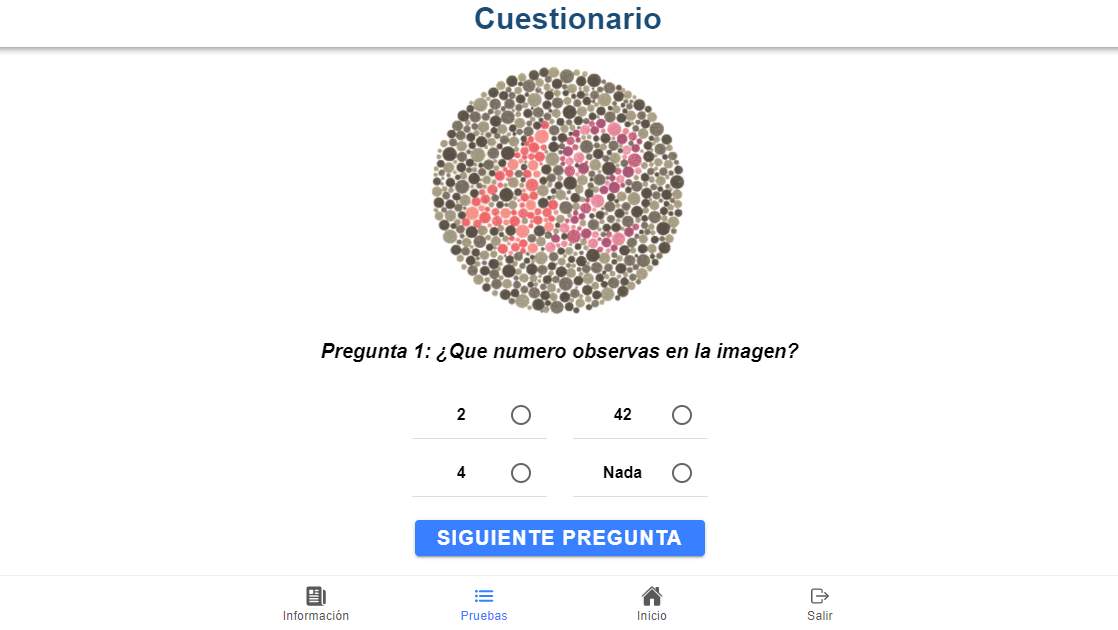 Cuestionario
42
Pregunta 1: ¿Que numero observas en la imagen?
2 42
4 Nada
SIGUIENTE PREGUNTA
Información Pruebas Inicio Salir